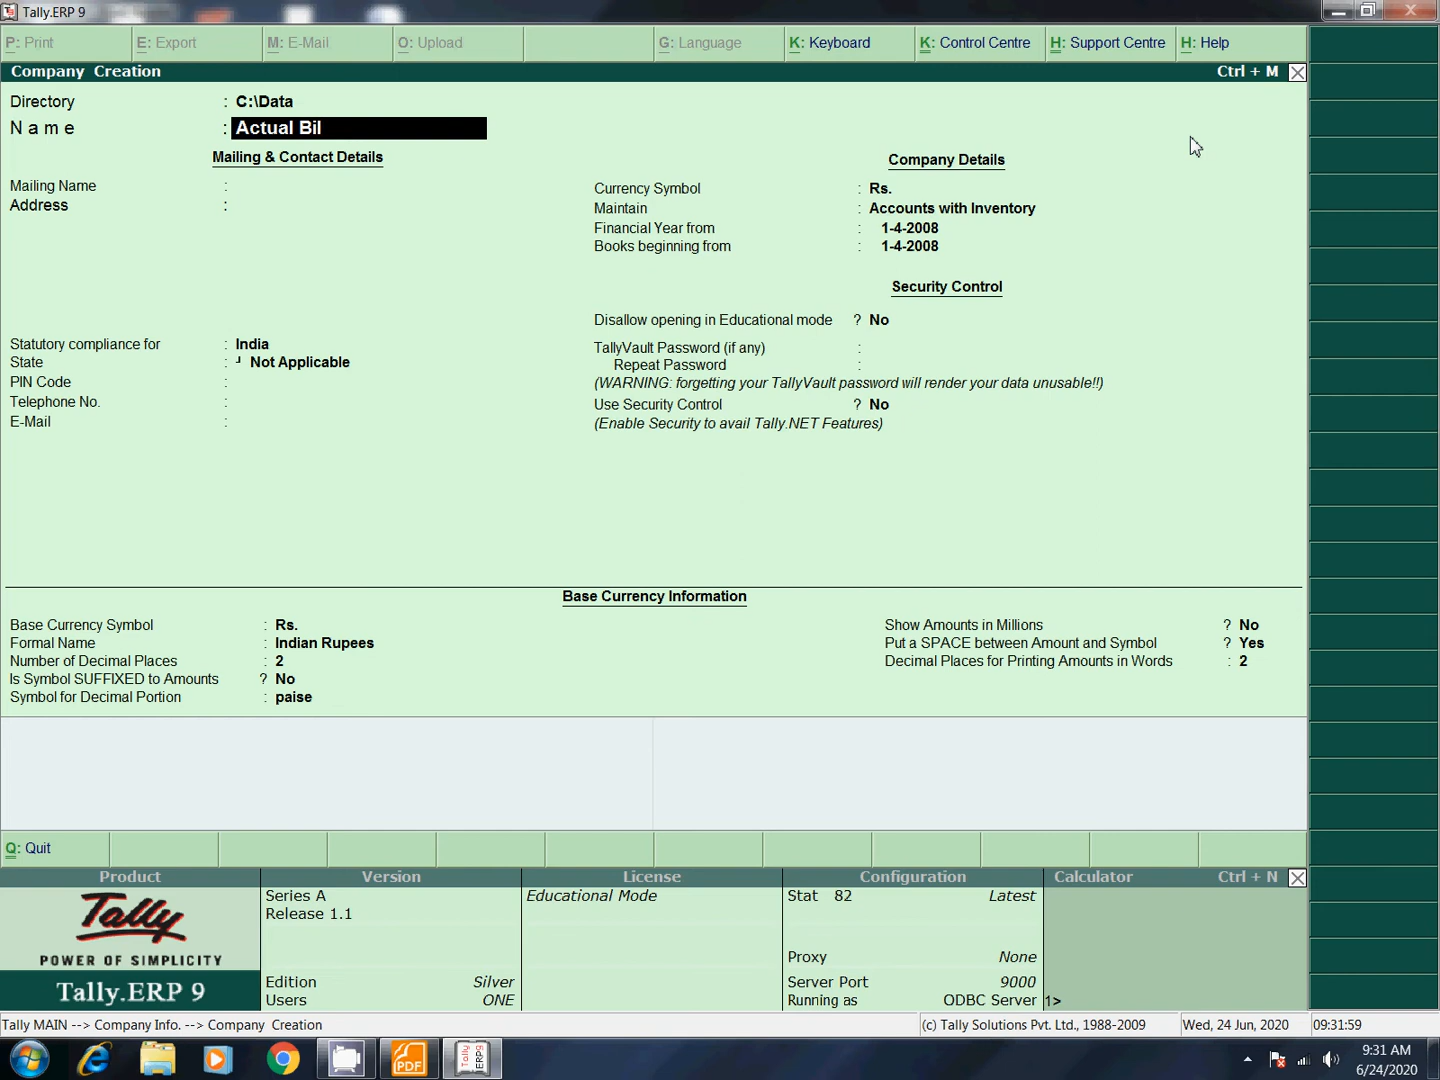 Tally.ERP 9
P: Print E: Export M: E-Mail O: Upload G: Language K: Keyboard K: Control Centre H: Support Centre H: Help
Company Creation Ctrl + M
Directory : C:\Data
Name : Actual Bil
Mailing & Contact Details
Company Details
Mailing Name :
Address :
Currency Symbol : Rs.
Maintain : Accounts with Inventory
Financial Year from : 1-4-2008
Books beginning from : 1-4-2008
Security Control
Disallow opening in Educational mode ? No
Statutory compliance for : India
State : ┘ Not Applicable
PIN Code :
Telephone No. :
E-Mail :
TallyVault Password (if any) :
Repeat Password :
(WARNING: forgetting your TallyVault password will render your data unusable!!)
Use Security Control ? No
(Enable Security to avail Tally.NET Features)
Base Currency Information
Base Currency Symbol : Rs.
Formal Name : Indian Rupees
Number of Decimal Places : 2
Is Symbol SUFFIXED to Amounts ? No
Symbol for Decimal Portion : paise
Show Amounts in Millions ? No
Put a SPACE between Amount and Symbol ? Yes
Decimal Places for Printing Amounts in Words : 2
Q: Quit
Product Version License Configuration Calculator Ctrl + N
Tally
POWER OF SIMPLICITY
Tally.ERP 9
Series A
Release 1.1
Edition Silver
Users ONE
Educational Mode
Stat 82 Latest
Proxy None
Server Port 9000
Running as ODBC Server
1>
Tally MAIN --> Company Info. --> Company Creation (c) Tally Solutions Pvt. Ltd., 1988-2009 Wed, 24 Jun, 2020 09:31:59
PDF
Tally ERP9
9:31 AM
6/24/2020